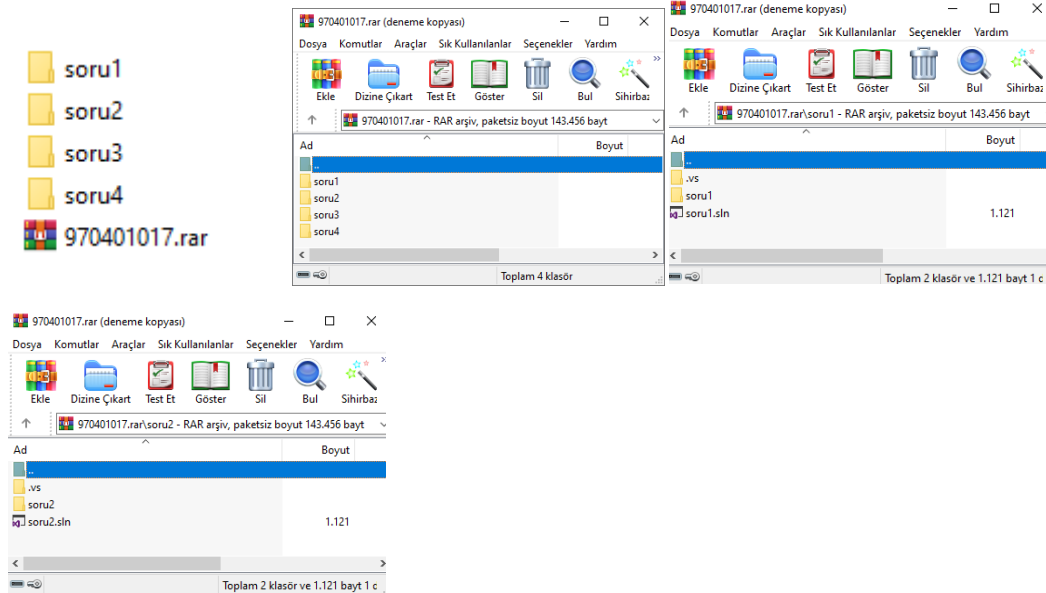 soru1
soru2
soru3
soru4
970401017.rar
970401017.rar (deneme kopyası)
Dosya Komutlar Araçlar Sık Kullanılanlar Seçenekler Yardım
Ekle Dizine Çıkart Test Et Göster Sil Bul Sihirbaz
970401017.rar - RAR arşiv, paketsiz boyut 143.456 bayt
Ad Boyut
..
soru1
soru2
soru3
soru4
Toplam 4 klasör
970401017.rar (deneme kopyası)
Dosya Komutlar Araçlar Sık Kullanılanlar Seçenekler Yardım
Ekle Dizine Çıkart Test Et Göster Sil Bul Sihirbaz
970401017.rar\soru1 - RAR arşiv, paketsiz boyut 143.456 bayt
Ad Boyut
..
.vs
soru1
soru1.sln 1.121
Toplam 2 klasör ve 1.121 bayt 1 d
970401017.rar (deneme kopyası)
Dosya Komutlar Araçlar Sık Kullanılanlar Seçenekler Yardım
Ekle Dizine Çıkart Test Et Göster Sil Bul Sihirbaz
970401017.rar\soru2 - RAR arşiv, paketsiz boyut 143.456 bayt
Ad Boyut
..
.vs
soru2
soru2.sln 1.121
Toplam 2 klasör ve 1.121 bayt 1 d